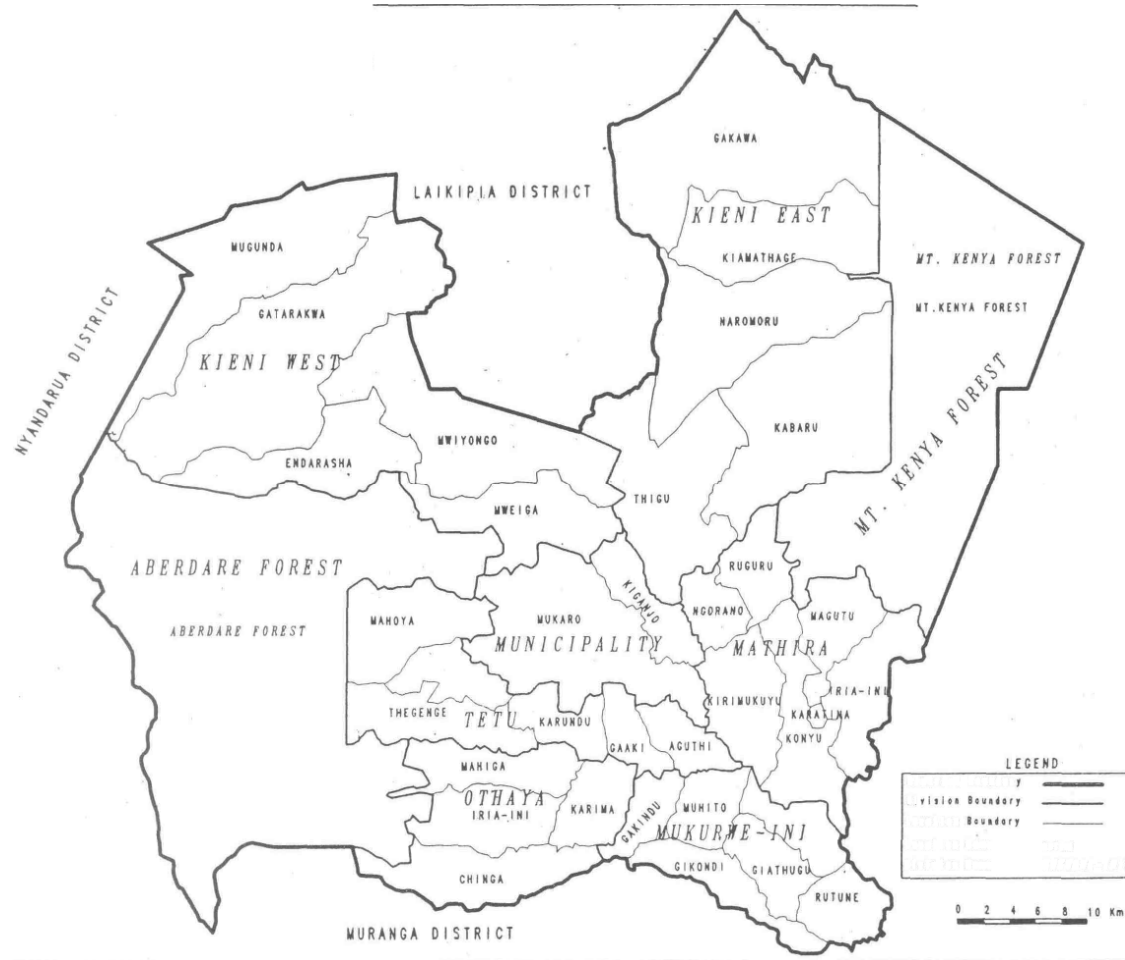 GAKAWA
LAIKIPIA DISTRICT
KIENI EAST
MUGUNDA
KIAMATHAGE
MT. KENYA FOREST
MT.KENYA FOREST
GATARAKWA
NAROMORU
KIENI WEST
NYANDARUA DISTRICT
KABARU
MWIYONGO
ENDARASHA
MT. KENYA FOREST
THIGU
MWEIGA
ABERDARE FOREST
RUGURU
KIGANJO
NGORANO
MAGUTU
MAHOYA
MUKARO
ABERDARE FOREST
MUNICIPALITY
MATHIRA
IRIA-INI
KIRIMUKUYU
THEGENGE
TETU
KARUNDU
KARATINA
KONYU
GAAKI
AGUTHI
MAHIGA
OTHAYA
IRIA-INI
KARIMA
GAKINDU
MUHITO
MUKURWE-INI
GIKONDI
GIATHUGU
CHINGA
RUTUNE
MURANGA DISTRICT
LEGEND
y
vision Boundary
Boundary
0 2 4 6 8 10 Km